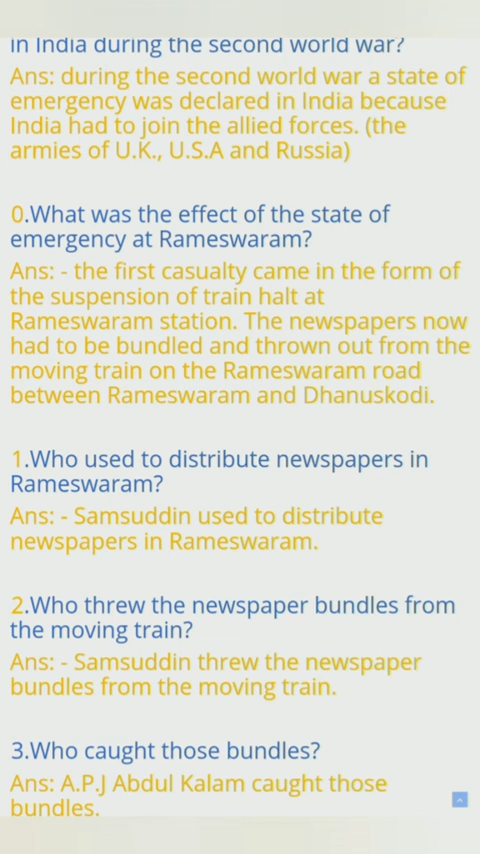 in India during the second world war?
Ans: during the second world war a state of
emergency was declared in India because
India had to join the allied forces. (the
armies of U.K., U.S.A and Russia)
0.What was the effect of the state of
emergency at Rameswaram?
Ans: - the first casualty came in the form of
the suspension of train halt at
Rameswaram station. The newspapers now
had to be bundled and thrown out from the
moving train on the Rameswaram road
between Rameswaram and Dhanuskodi.
1.Who used to distribute newspapers in
Rameswaram?
Ans: - Samsuddin used to distribute
newspapers in Rameswaram.
2.Who threw the newspaper bundles from
the moving train?
Ans: - Samsuddin threw the newspaper
bundles from the moving train.
3.Who caught those bundles?
Ans: A.P.J Abdul Kalam caught those
bundles.